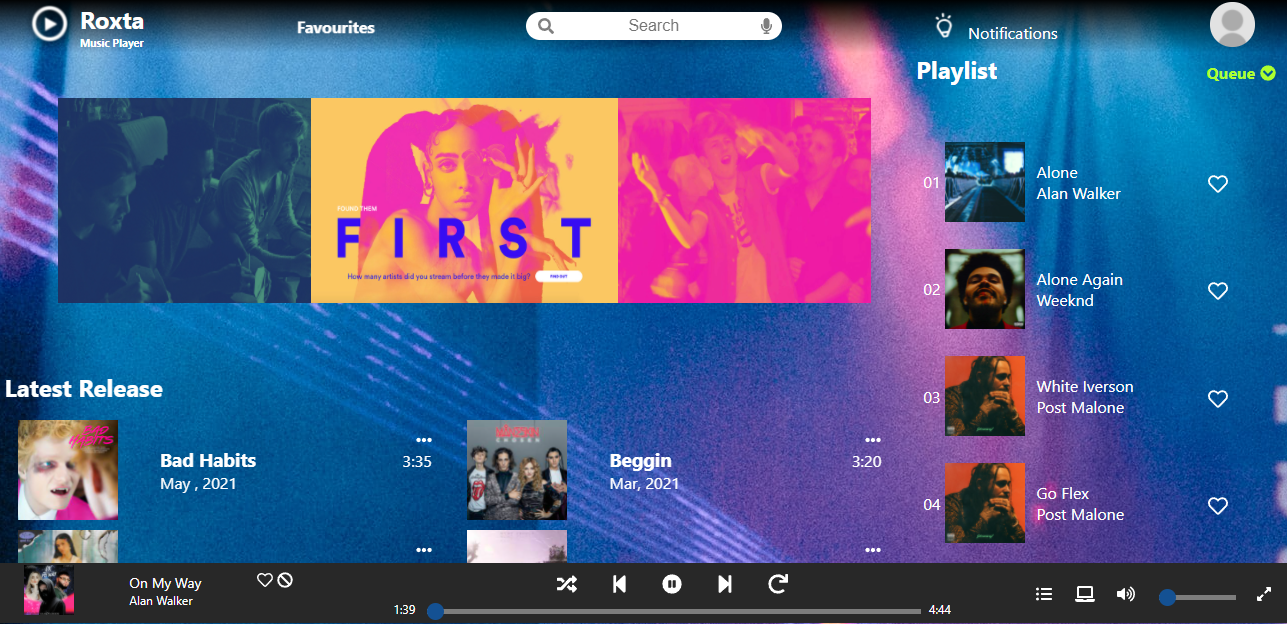 Roxta
Music Player
Favourites
Search
Notifications
Playlist
Queue
FOUND THEM
FIRST
How many artists did you stream before they made it big?
FIND OUT
01
Alone
Alan Walker
02
Alone Again
Weeknd
03
White Iverson
Post Malone
04
Go Flex
Post Malone
Latest Release
BAD
HABITS
Bad Habits
May , 2021
3:35
CHOSEN
Beggin
Mar, 2021
3:20
On My Way
Alan Walker
1:39
4:44